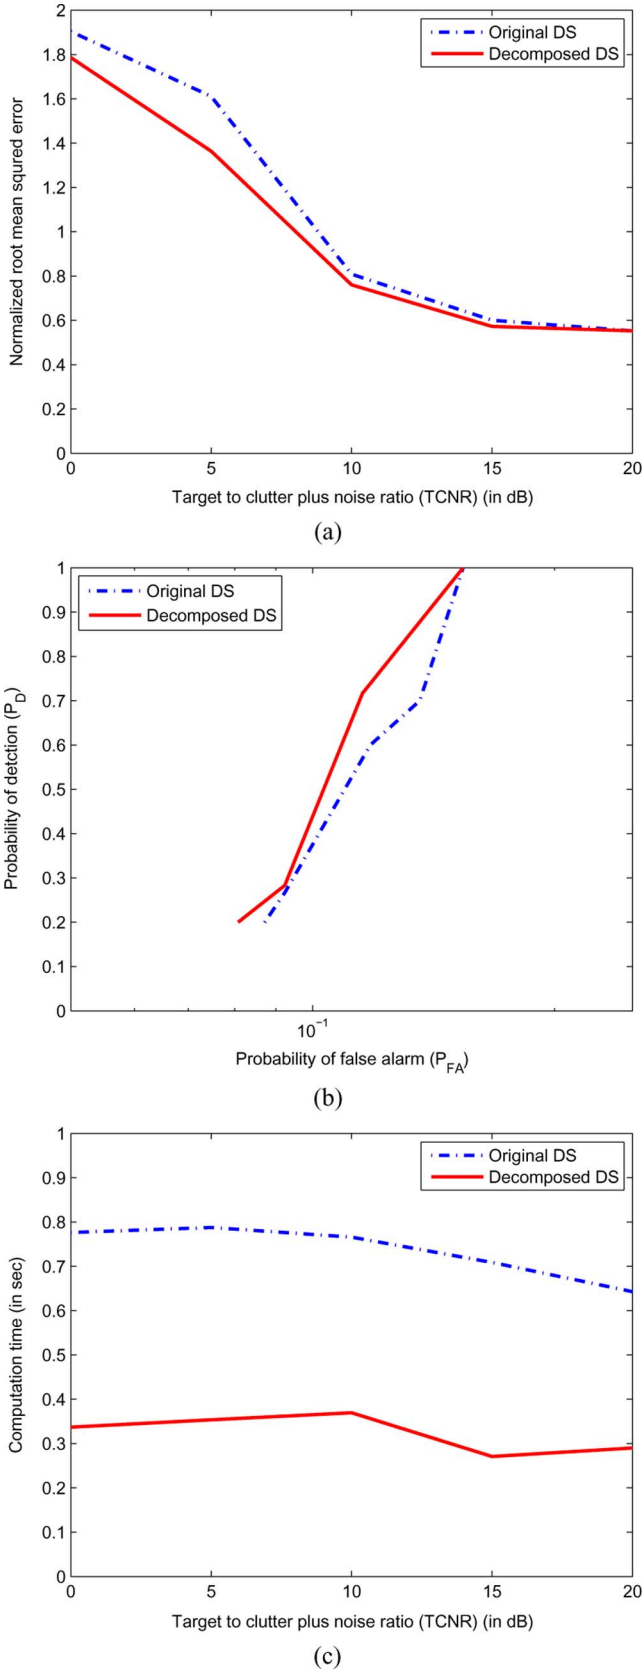 2
1.8
1.6
1.4
1.2
1
0.8
0.6
0.4
0.2
0
Normalized root mean squred error
Original DS
Decomposed DS
0 5 10 15 20
Target to clutter plus noise ratio (TCNR) (in dB)
(a)
1
0.9
0.8
0.7
0.6
0.5
0.4
0.3
0.2
0.1
0
Probability of detction (P_D)
Original DS
Decomposed DS
10^-1
Probability of false alarm (P_FA)
(b)
1
0.9
0.8
0.7
0.6
0.5
0.4
0.3
0.2
0.1
0
Computation time (in sec)
Original DS
Decomposed DS
0 5 10 15 20
Target to clutter plus noise ratio (TCNR) (in dB)
(c)